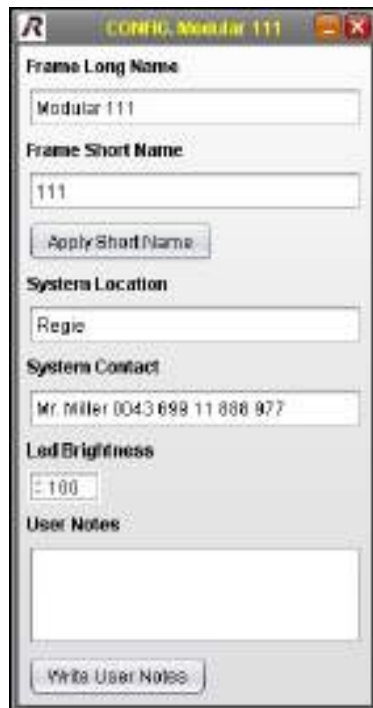 R CONFIG, Modular 111
Frame Long Name
Modular 111
Frame Short Name
111
Apply Short Name
System Location
Regie
System Contact
Mr. Miller 0043 699 11 888 977
Led Brightness
100
User Notes
Write User Notes